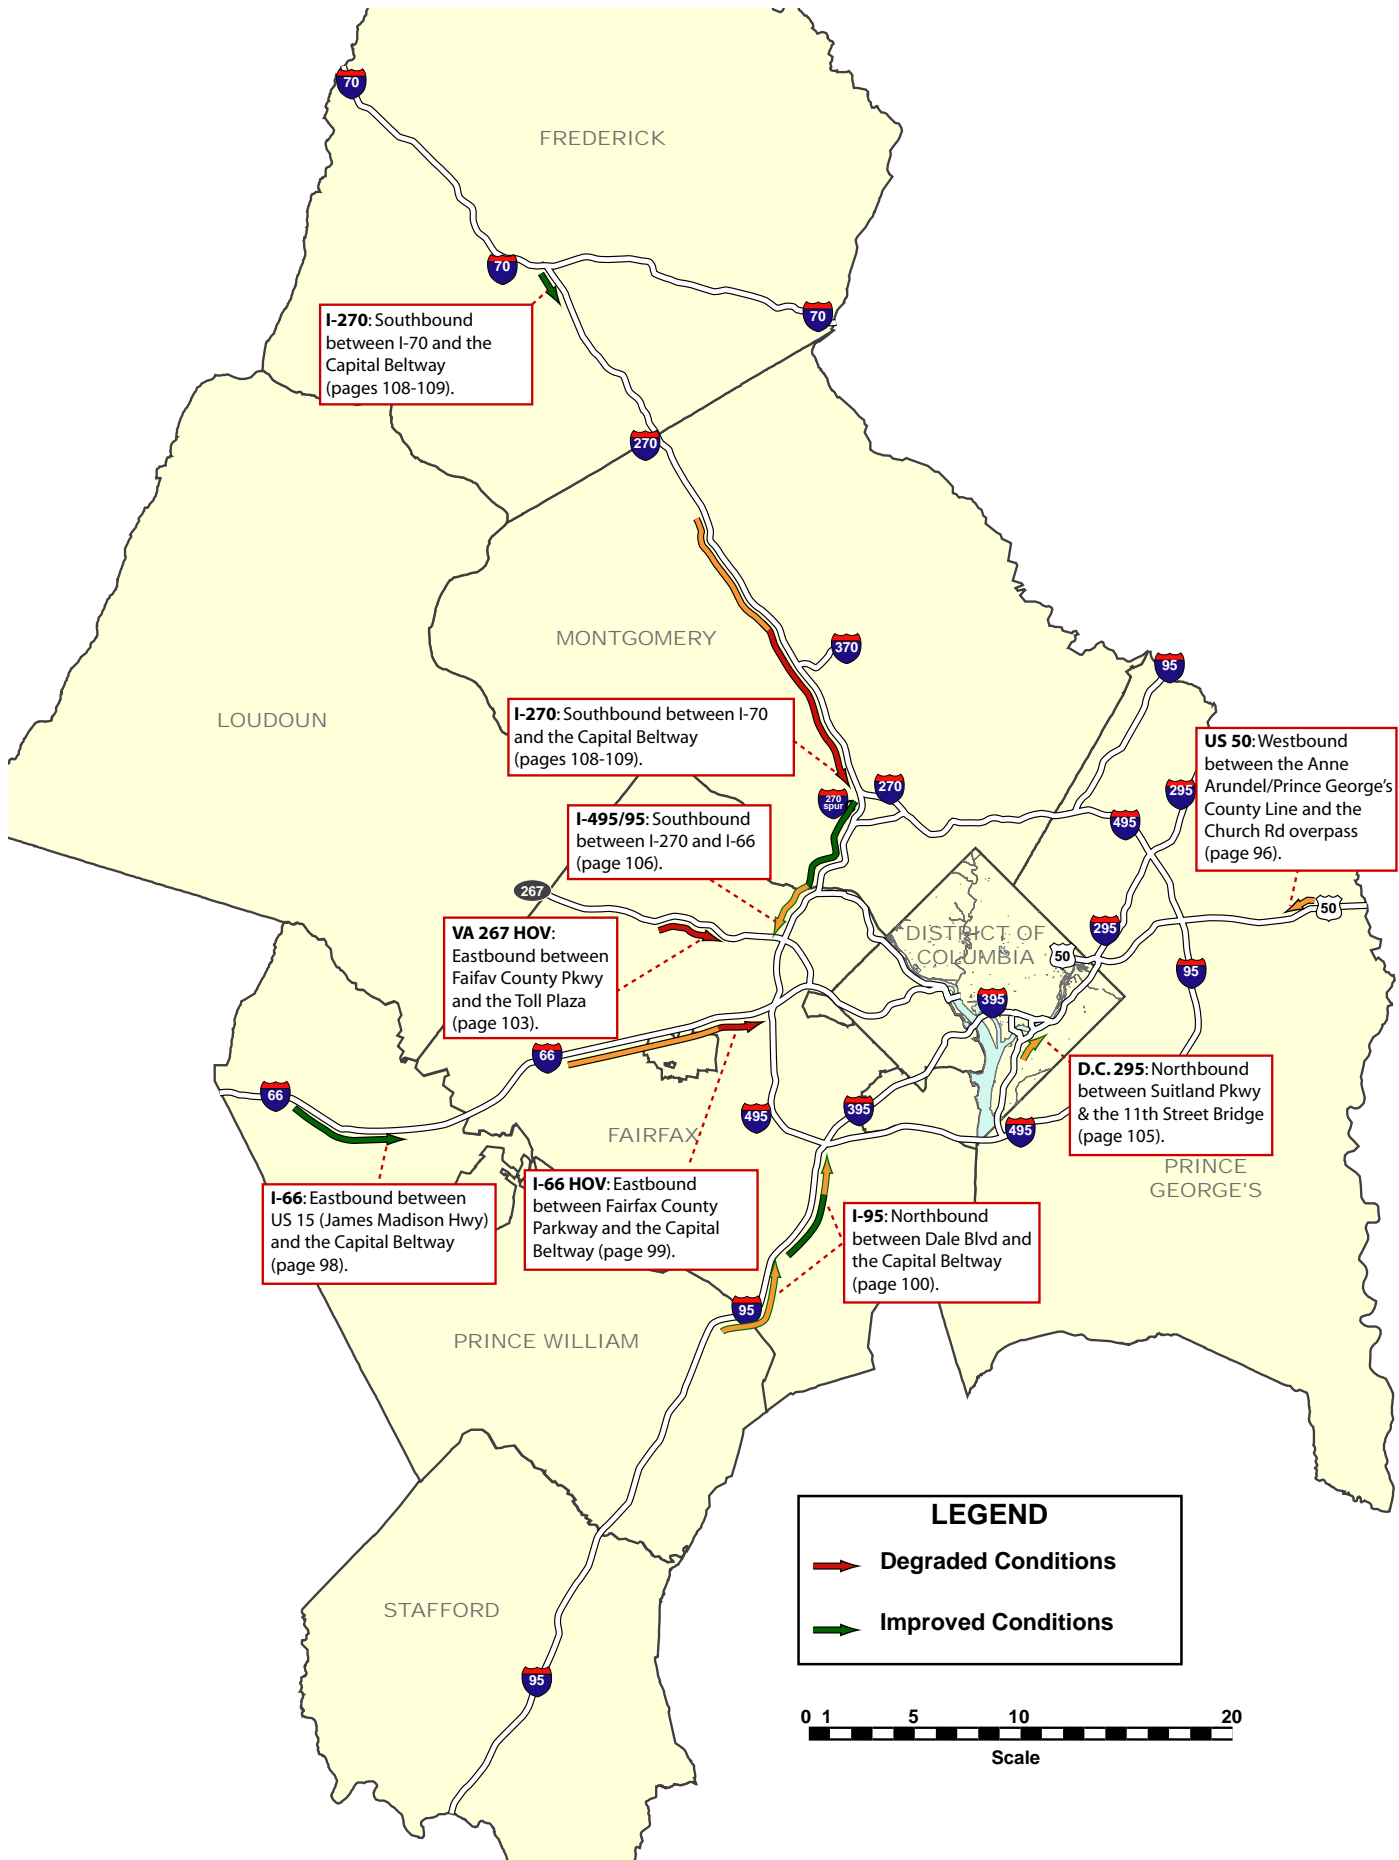 70
FREDERICK
70
70
I-270: Southbound
between I-70 and the
Capital Beltway
(pages 108-109).
270
MONTGOMERY
370
95
LOUDOUN
I-270: Southbound between I-70
and the Capital Beltway
(pages 108-109).
US 50: Westbound
between the Anne
Arundel/Prince George's
County Line and the
Church Rd overpass
(page 96).
270
295
270
spur
495
I-495/95: Southbound
between I-270 and I-66
(page 106).
267
50
VA 267 HOV:
Eastbound between
Faifav County Pkwy
and the Toll Plaza
(page 103).
295
DISTRICT OF
COLUMBIA
50
95
395
66
D.C. 295: Northbound
between Suitland Pkwy
& the 11th Street Bridge
(page 105).
66
495
395
495
FAIRFAX
PRINCE
GEORGE'S
I-66: Eastbound between
US 15 (James Madison Hwy)
and the Capital Beltway
(page 98).
I-66 HOV: Eastbound
between Fairfax County
Parkway and the Capital
Beltway (page 99).
I-95: Northbound
between Dale Blvd and
the Capital Beltway
(page 100).
95
PRINCE WILLIAM
LEGEND
Degraded Conditions
Improved Conditions
STAFFORD
95
0 1 5 10 20
Scale